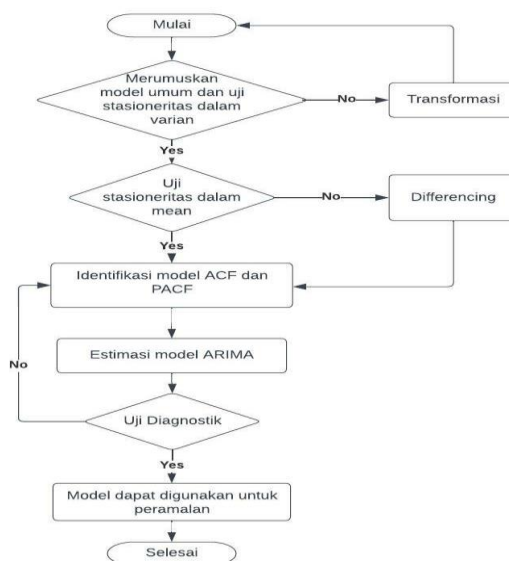 Mulai
Merumuskan
model umum dan uji
stasioneritas dalam
varian
No
Transformasi
Yes
Uji
stasioneritas dalam
mean
No
Differencing
Yes
Identifikasi model ACF dan
PACF
No
Estimasi model ARIMA
Uji Diagnostik
Yes
Model dapat digunakan untuk
peramalan
Selesai